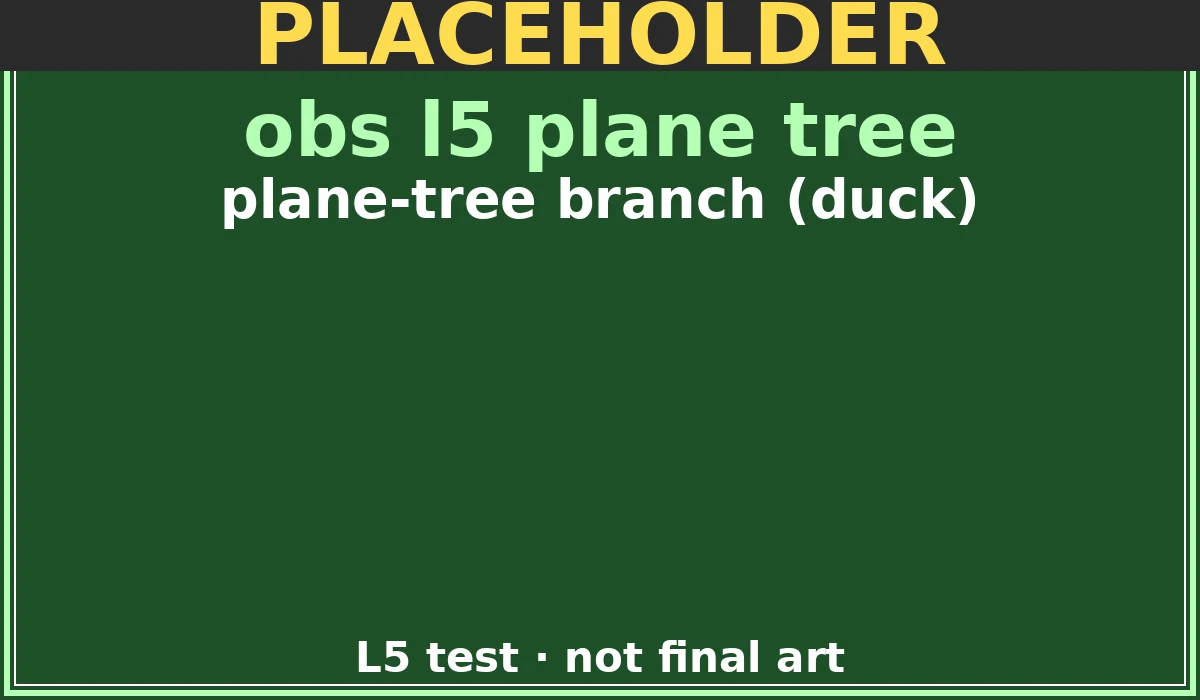 PLACEHOLDER
obs l5 plane tree
plane-tree branch (duck)
L5 test · not final art